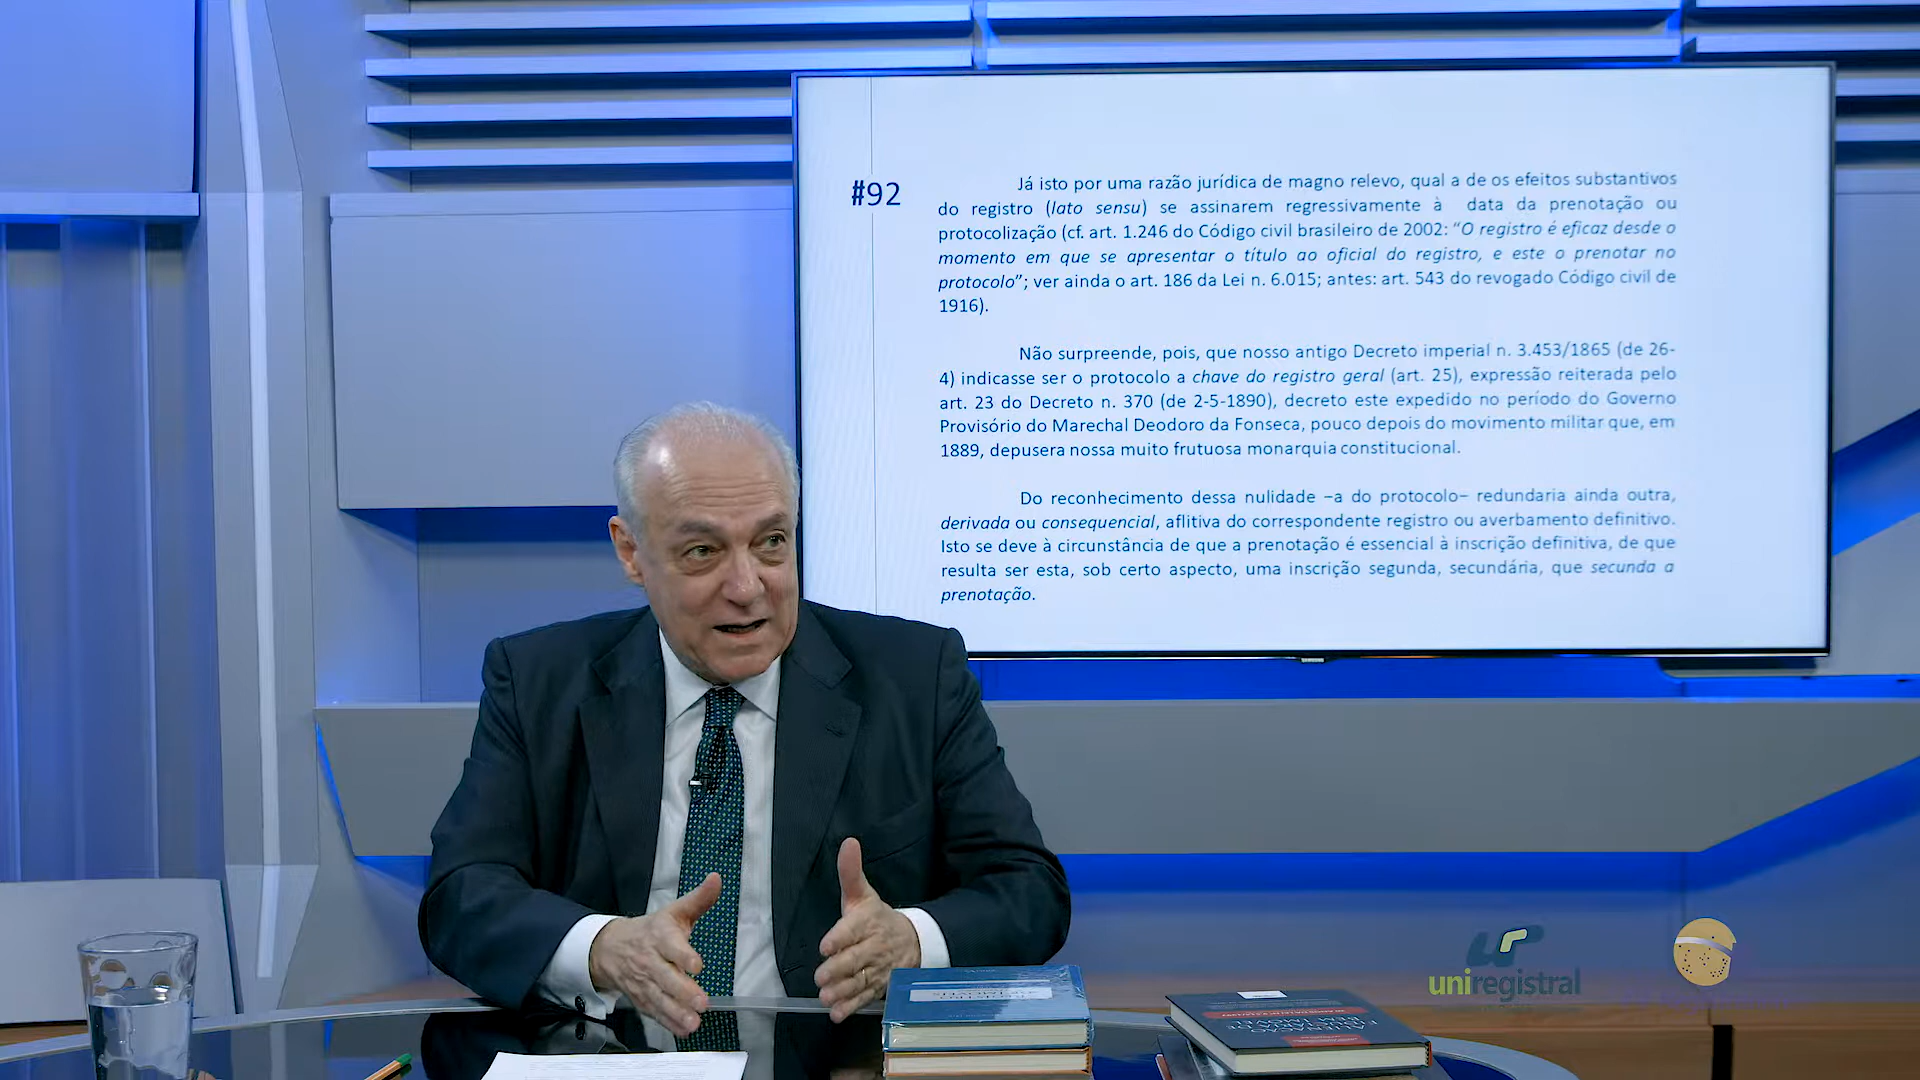 #92
Já isto por uma razão jurídica de magno relevo, qual a de os efeitos substantivos
do registro (lato sensu) se assinarem regressivamente à data da prenotação ou
protocolização (cf. art. 1.246 do Código civil brasileiro de 2002: “O registro é eficaz desde o
momento em que se apresentar o título ao oficial do registro, e este o prenotar no
protocolo”; ver ainda o art. 186 da Lei n. 6.015; antes: art. 543 do revogado Código civil de
1916).
Não surpreende, pois, que nosso antigo Decreto imperial n. 3.453/1865 (de 26-
4) indicasse ser o protocolo a chave do registro geral (art. 25), expressão reiterada pelo
art. 23 do Decreto n. 370 (de 2-5-1890), decreto este expedido no período do Governo
Provisório do Marechal Deodoro da Fonseca, pouco depois do movimento militar que, em
1889, depusera nossa muito frutuosa monarquia constitucional.
Do reconhecimento dessa nulidade –a do protocolo– redundaria ainda outra,
derivada ou consequencial, aflitiva do correspondente registro ou averbamento definitivo.
Isto se deve à circunstância de que a prenotação é essencial à inscrição definitiva, de que
resulta ser esta, sob certo aspecto, uma inscrição segunda, secundária, que secunda a
prenotação.
uniregistral